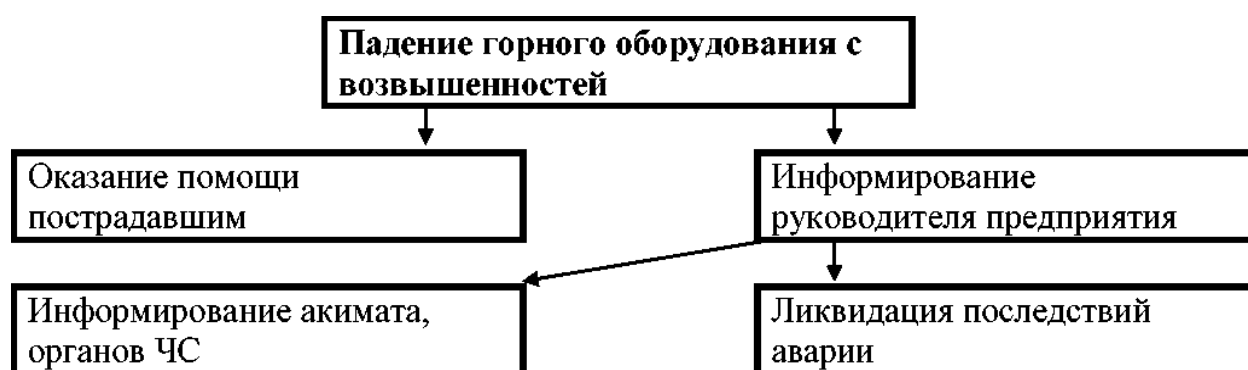 Падение горного оборудования с
возвышенностей
Оказание помощи
пострадавшим
Информирование
руководителя предприятия
Информирование акимата,
органов ЧС
Ликвидация последствий
аварии